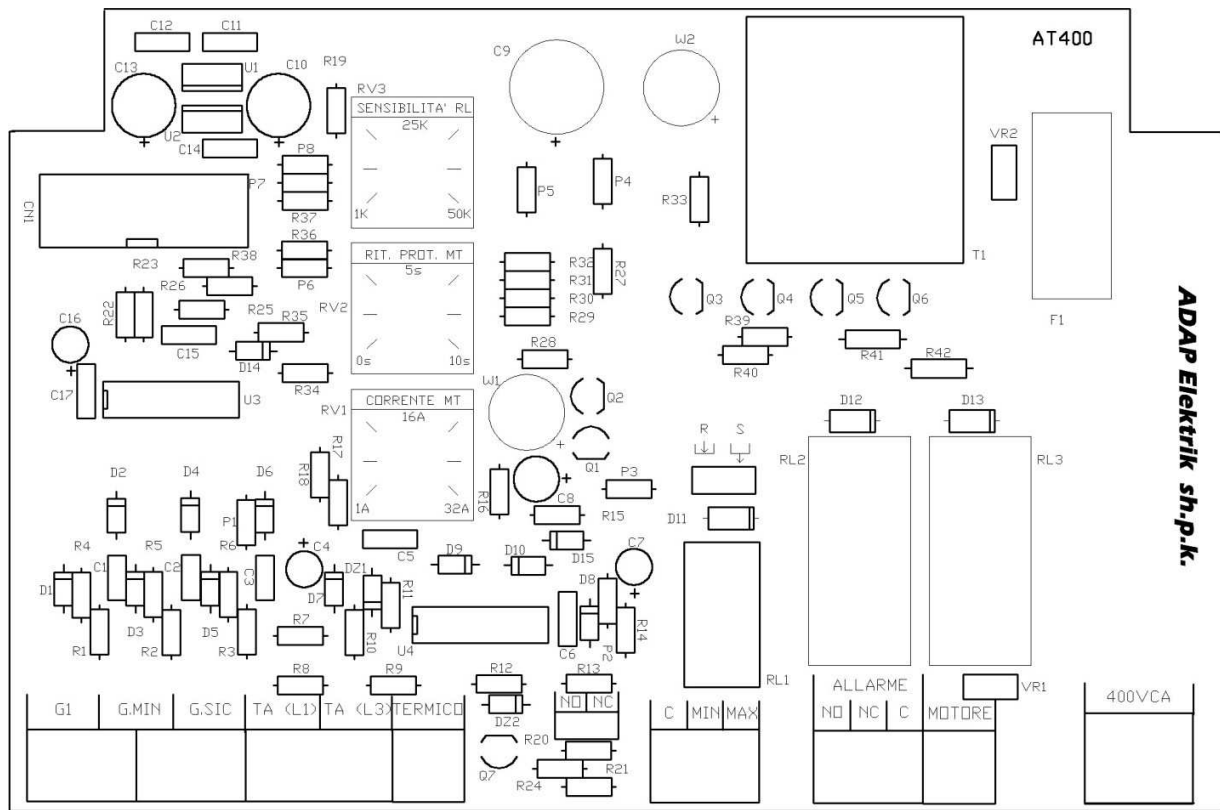 C12 C11
AT400
C13 U1 C10 R19 C9 W2
RV3
SENSIBILITA' RL
25K
1K 50K
U2
C14
VR2
P8
P7
R37
P5 P4
R33
CN1
R36
P6
R38
R23
R26
R25
R22
RIT. PROT. MT
5s
0s 10s
RV2
R32
R31
R30
R29
R27
T1
Q3 Q4 Q5 Q6
F1
C16
R35
C15
D14
R34
R28
R39
R40
R41
R42
C17
U3
W1
Q2
Q1
RV1
CORRENTE MT
16A
1A 32A
D12 D13
R17
R18
R S
RL2 RL3
D2 D4 D6
P1
R16
C8
P3
R15
D11
R4 R5 R6
C4
C5
D9 D10 D15 C7
D1 C1 C2 C3
DZ1
D7
R11
D8
D3 D5
R1 R2 R3
R7
R10
U4
C6
P2
R14
RL1
R8 R9 R12 R13
DZ2
VR1
G1 G.MIN G.SIC TA (L1) TA (L3) TERMICO
NO NC
C MIN MAX
ALLARME
NO NC C MOTORE
400VCA
R20
R21
Q7
R24
ADAP Elektrik sh.p.k.